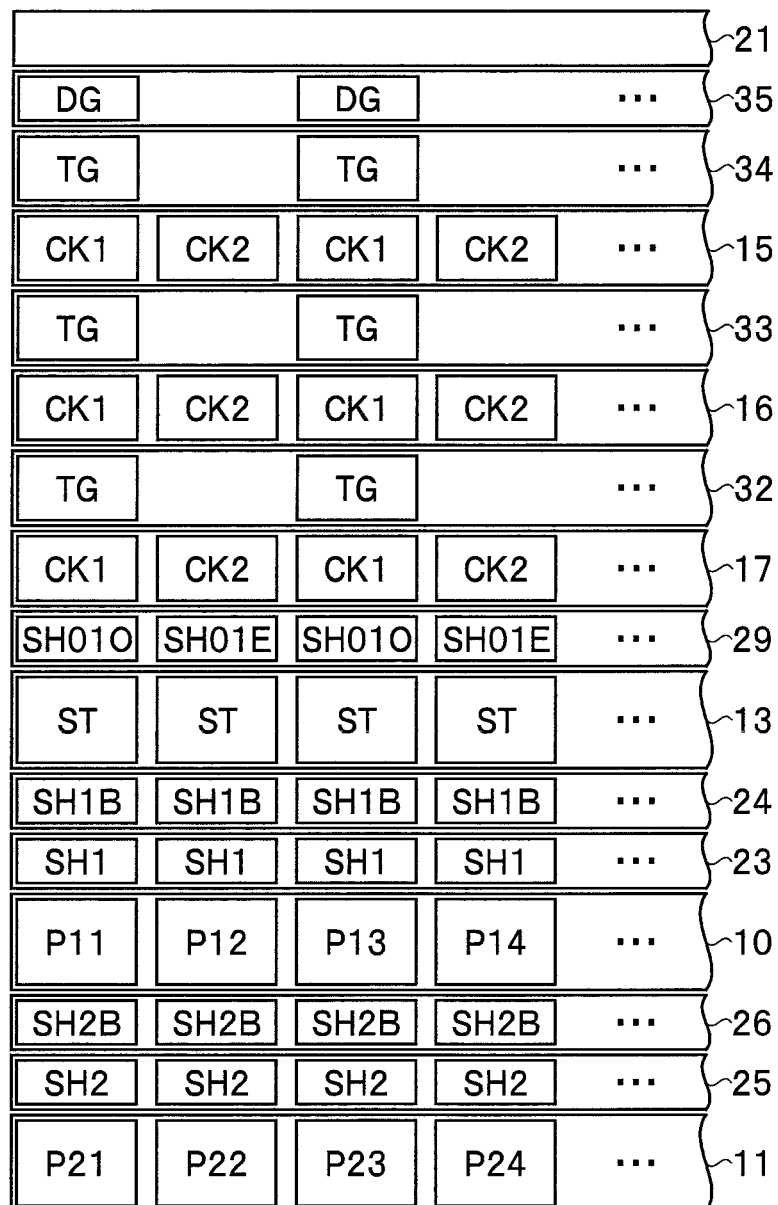 21
DG DG ... 35
TG TG ... 34
CK1 CK2 CK1 CK2 ... 15
TG TG ... 33
CK1 CK2 CK1 CK2 ... 16
TG TG ... 32
CK1 CK2 CK1 CK2 ... 17
SH01O SH01E SH01O SH01E ... 29
ST ST ST ST ... 13
SH1B SH1B SH1B SH1B ... 24
SH1 SH1 SH1 SH1 ... 23
P11 P12 P13 P14 ... 10
SH2B SH2B SH2B SH2B ... 26
SH2 SH2 SH2 SH2 ... 25
P21 P22 P23 P24 ... 11